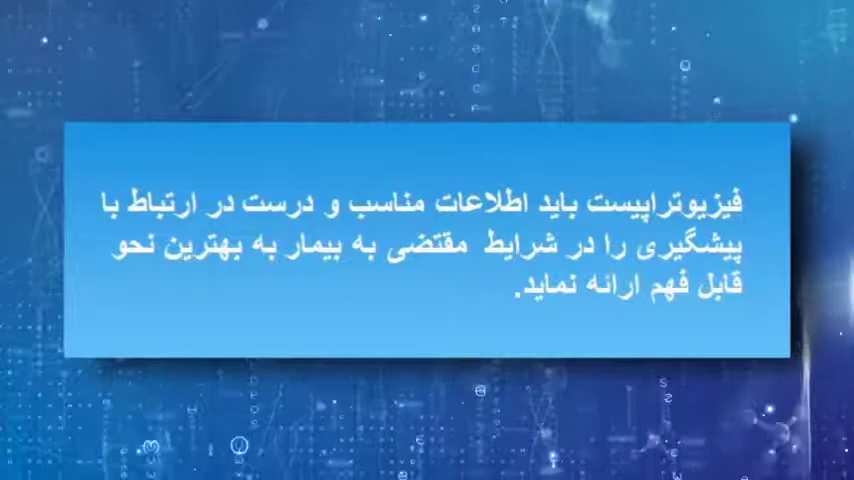 فیزیوتراپیست باید اطلاعات مناسب و درست در ارتباط با
پیشگیری را در شرایط مقتضی به بیمار به بهترین نحو
قابل فهم ارائه نماید.